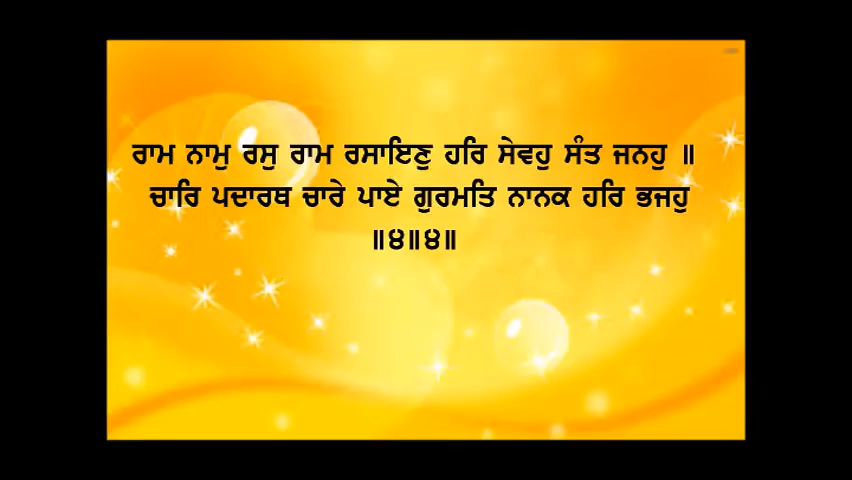 ਰਾਮ ਨਾਮੁ ਰਸੁ ਰਾਮ ਰਸਾਇਣੁ ਹਰਿ ਸੇਵਹੁ ਸੰਤ ਜਨਹੁ ॥
ਚਾਰਿ ਪਦਾਰਥ ਚਾਰੇ ਪਾਏ ਗੁਰਮਤਿ ਨਾਨਕ ਹਰਿ ਭਜਹੁ
॥੪॥੪॥